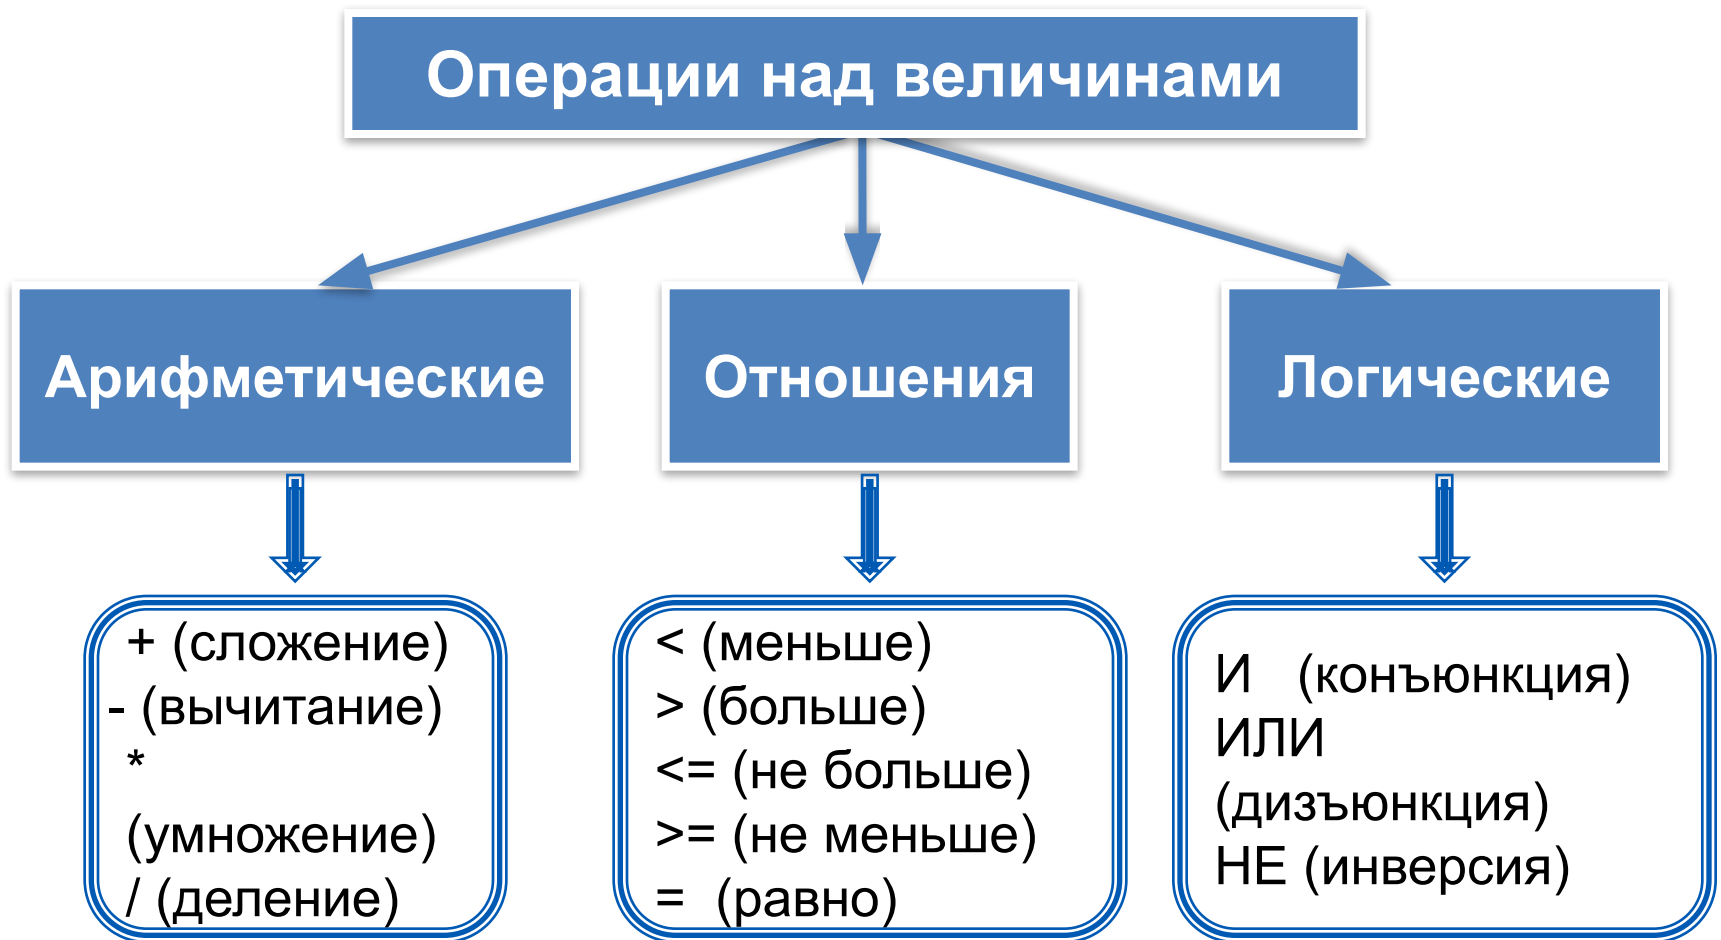 Операции над величинами
Арифметические
Отношения
Логические
+ (сложение)
- (вычитание)
*
(умножение)
/ (деление)
< (меньше)
> (больше)
<= (не больше)
>= (не меньше)
= (равно)
И (конъюнкция)
ИЛИ
(дизъюнкция)
НЕ (инверсия)